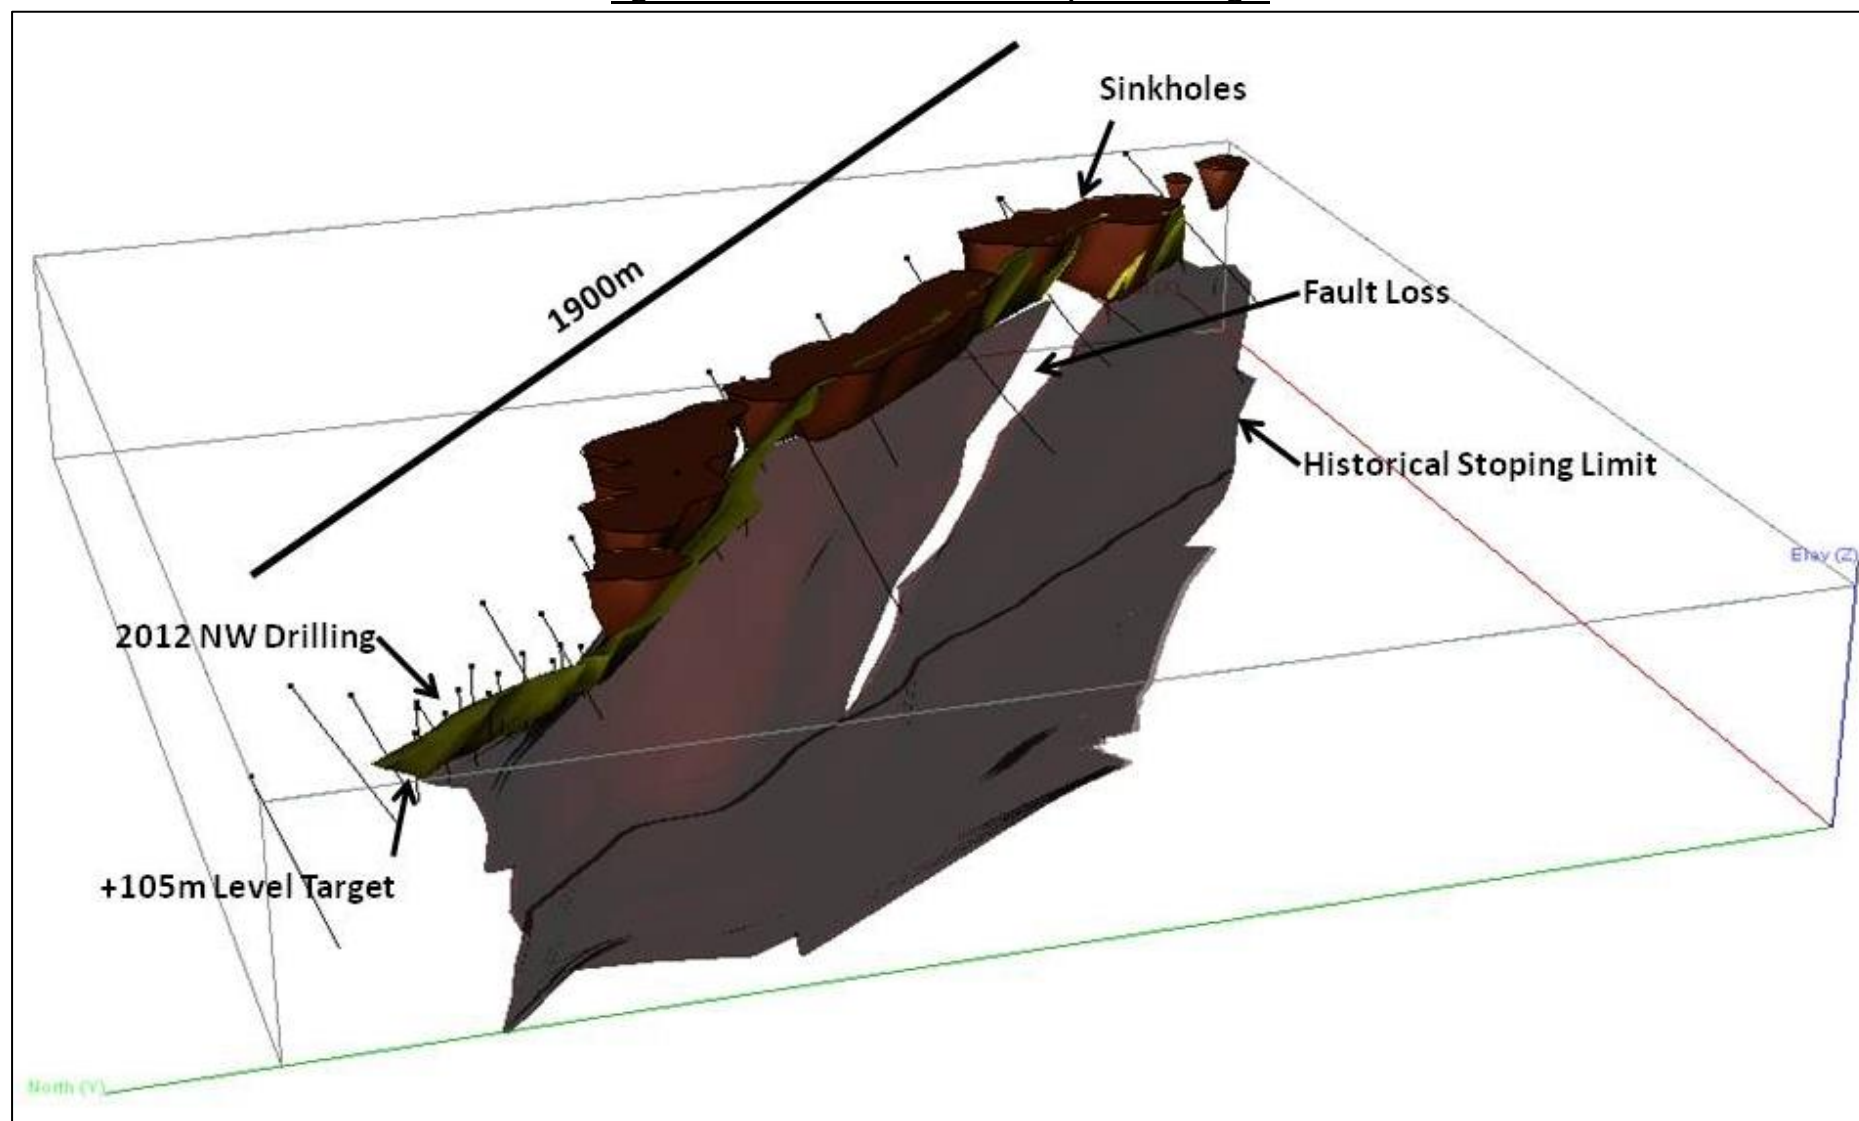 Sinkholes
1900m
Fault Loss
Historical Stoping Limit
Elev (Z)
2012 NW Drilling
+105m Level Target
North (Y)